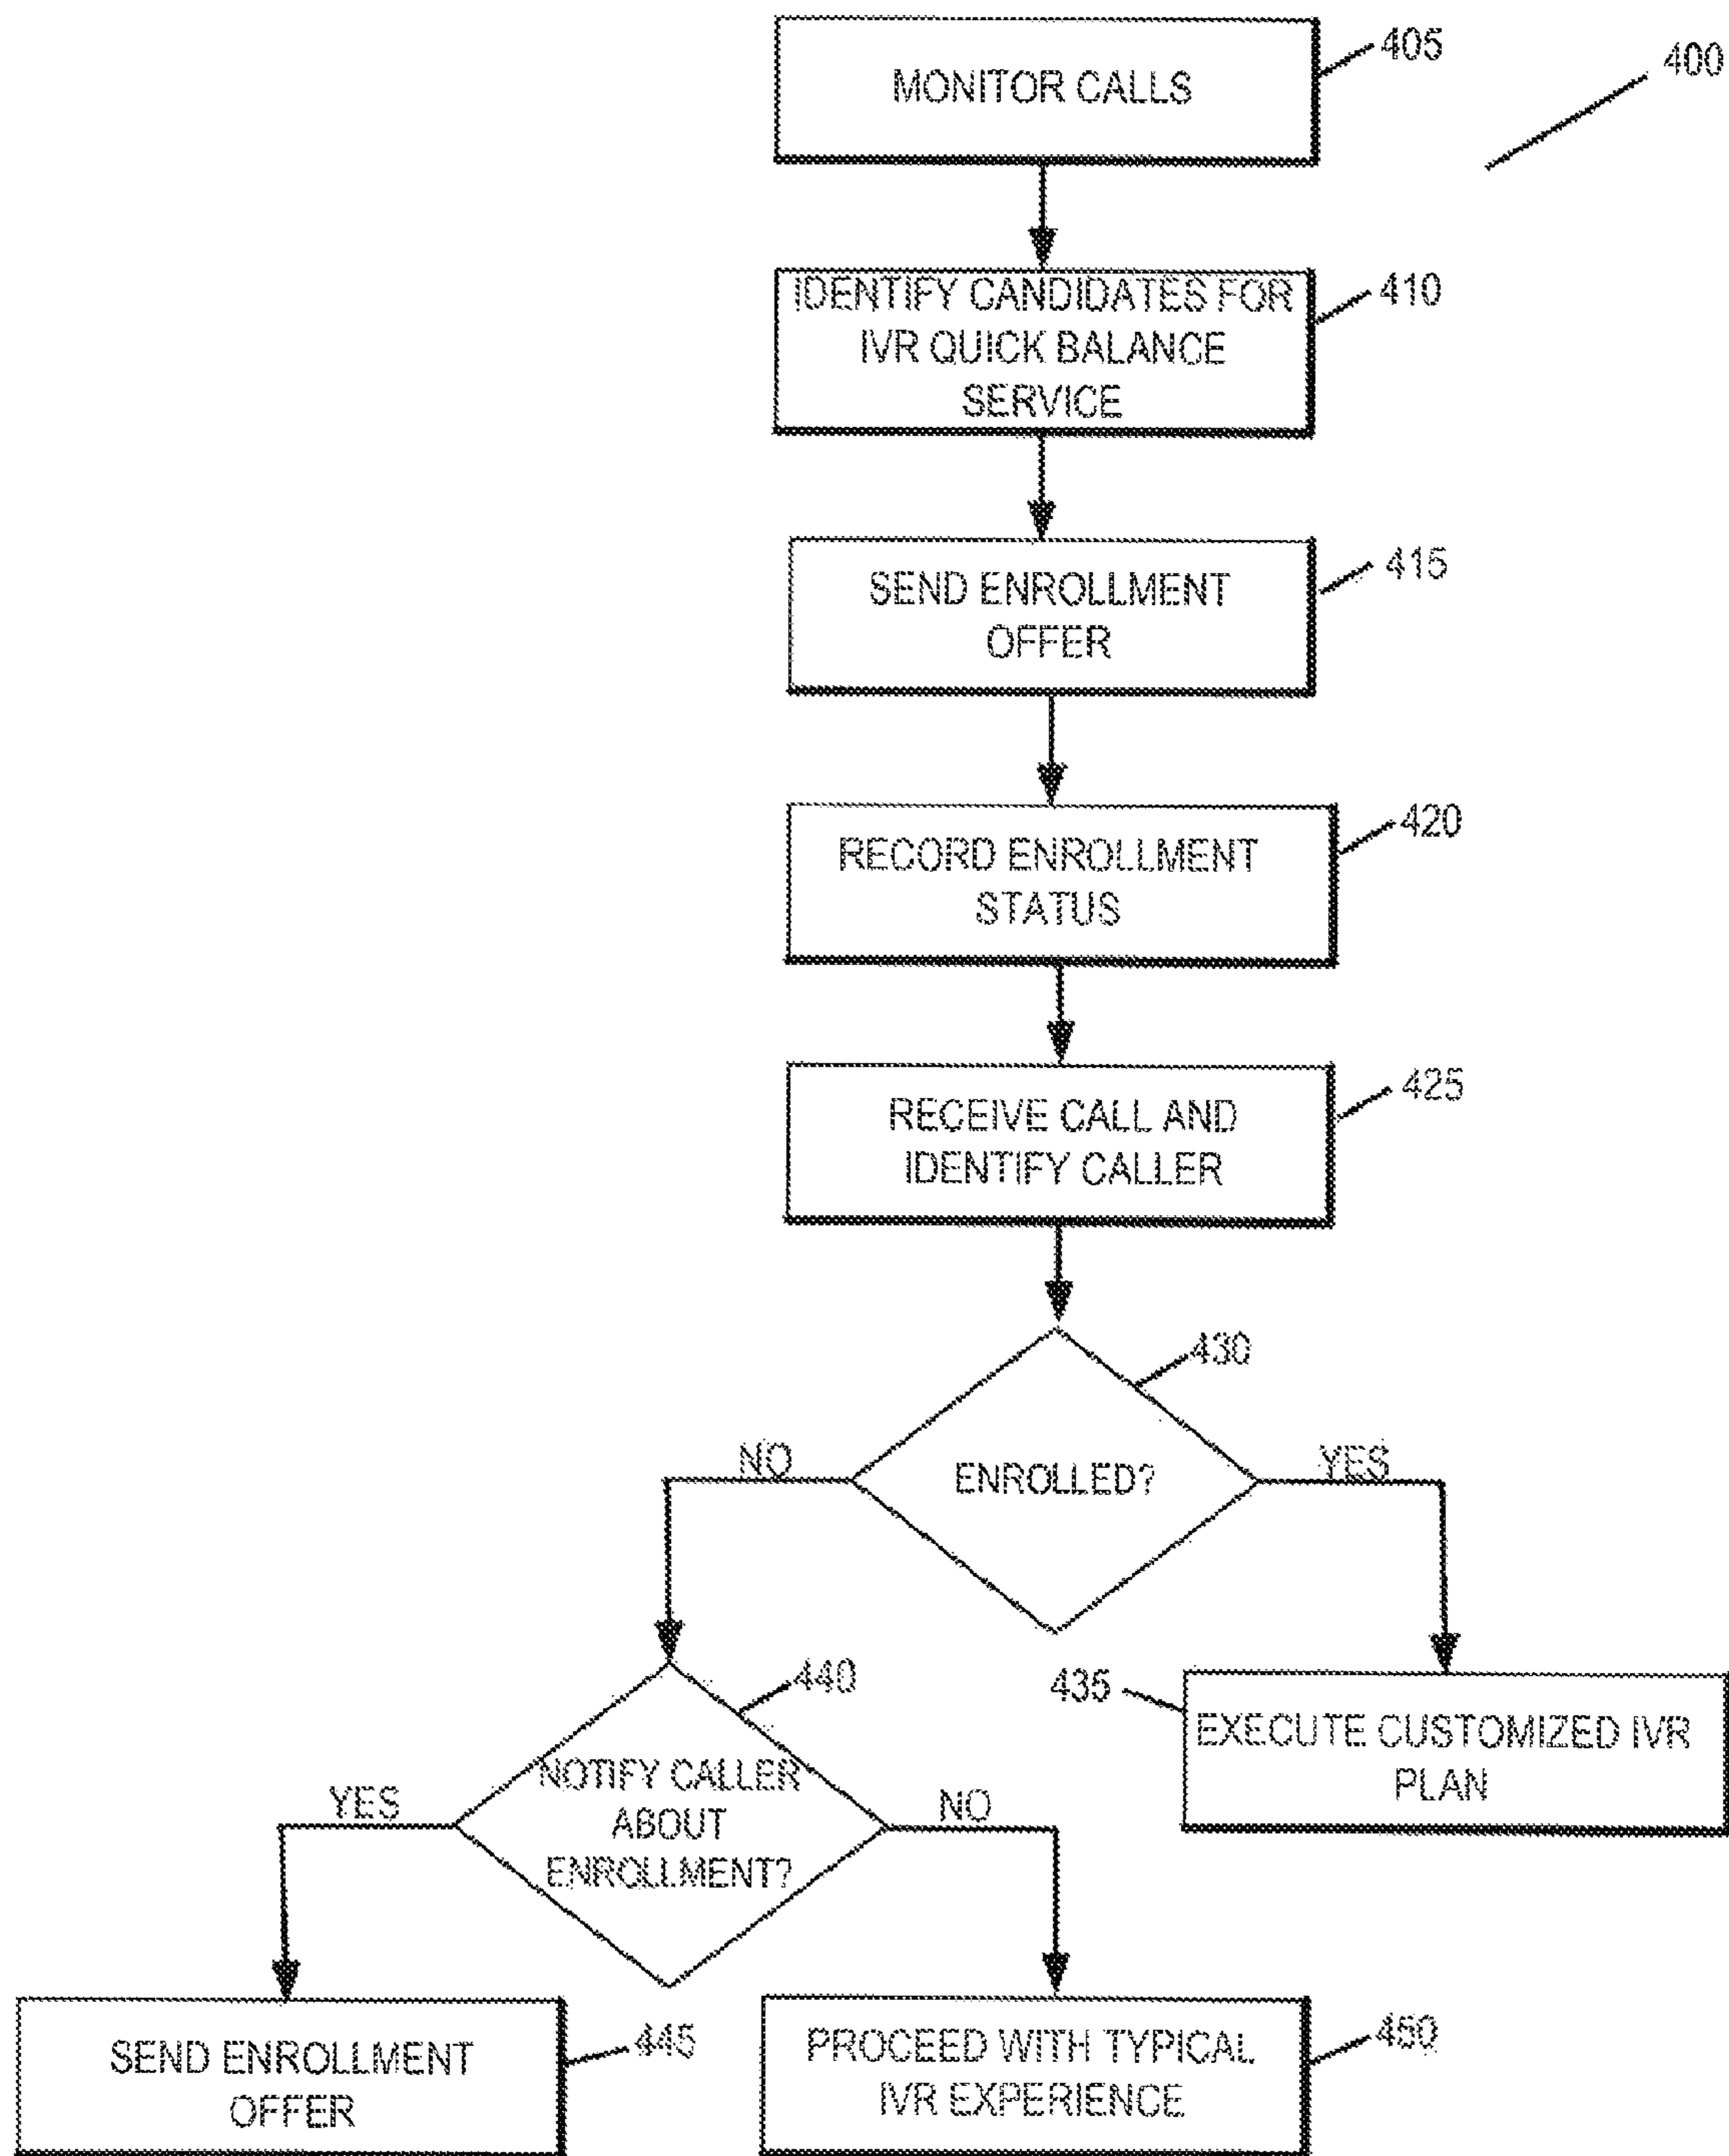 MONITOR CALLS
405
400
IDENTIFY CANDIDATES FOR
IVR QUICK BALANCE
SERVICE
410
SEND ENROLLMENT
OFFER
415
RECORD ENROLLMENT
STATUS
420
RECEIVE CALL AND
IDENTIFY CALLER
425
430
NO
ENROLLED?
YES
440
435
EXECUTE CUSTOMIZED IVR
PLAN
YES
NOTIFY CALLER
ABOUT
ENROLLMENT?
NO
SEND ENROLLMENT
OFFER
445
PROCEED WITH TYPICAL
IVR EXPERIENCE
450